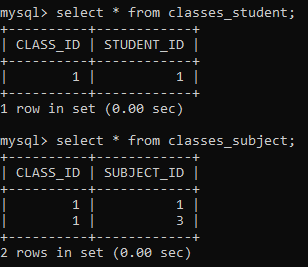 mysql> select * from classes_student;
+----------+------------+
| CLASS_ID | STUDENT_ID |
+----------+------------+
|        1 |          1 |
+----------+------------+
1 row in set (0.00 sec)

mysql> select * from classes_subject;
+----------+------------+
| CLASS_ID | SUBJECT_ID |
+----------+------------+
|        1 |          1 |
|        1 |          3 |
+----------+------------+
2 rows in set (0.00 sec)